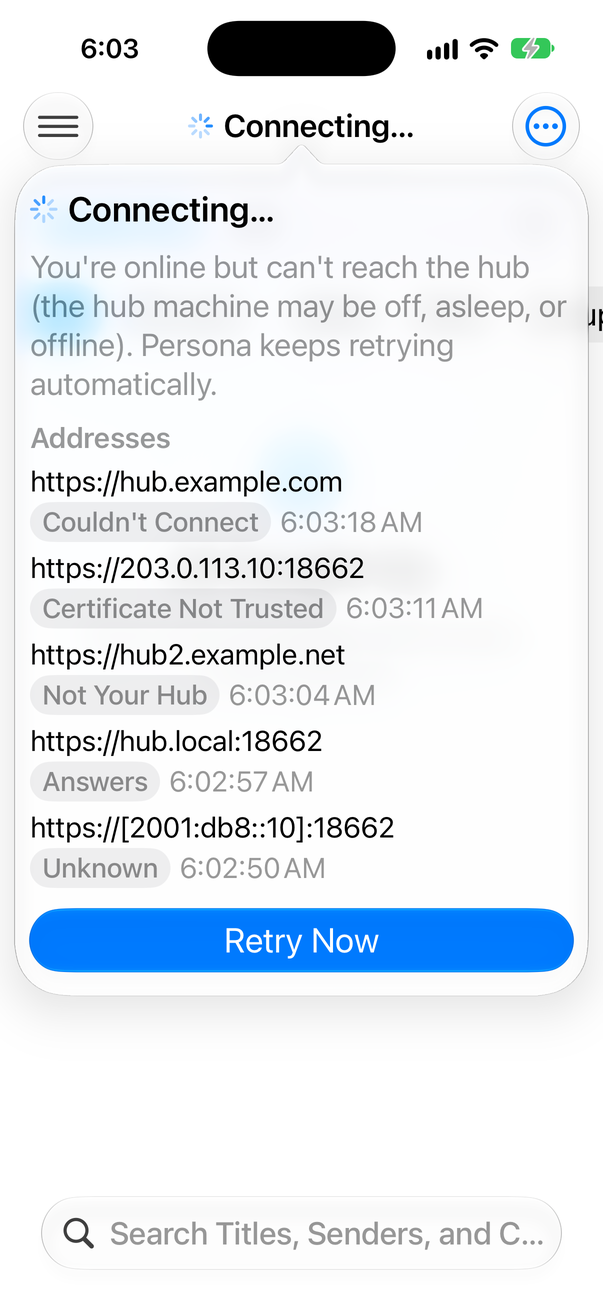 6:03
Connecting...
Connecting...
You're online but can't reach the hub
(the hub machine may be off, asleep, or
offline). Persona keeps retrying
automatically.
Addresses
https://hub.example.com
Couldn't Connect 6:03:18 AM
https://203.0.113.10:18662
Certificate Not Trusted 6:03:11 AM
https://hub2.example.net
Not Your Hub 6:03:04 AM
https://hub.local:18662
Answers 6:02:57 AM
https://[2001:db8::10]:18662
Unknown 6:02:50 AM
Retry Now
Search Titles, Senders, and C...